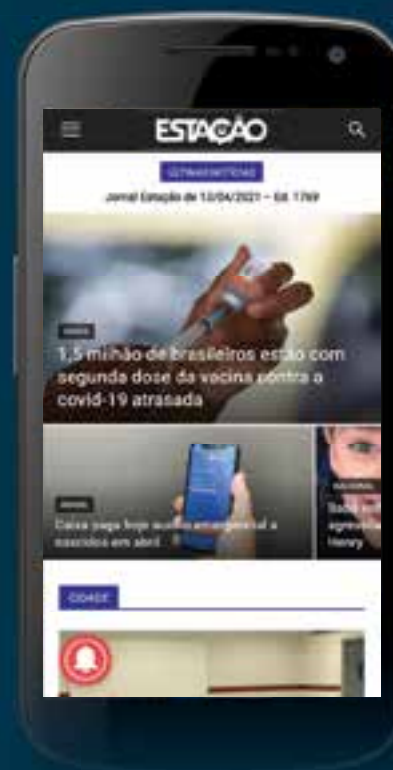 ESTAÇÃO
ÚLTIMAS NOTÍCIAS
Jornal Estação de 13/04/2021 – Ed. 1769
1,5 milhão de brasileiros estão com
segunda dose da vacina contra a
covid-19 atrasada
Caixa paga hoje auxílio emergencial a
nascidos em abril
NACIONAL
Henry
CIDADE